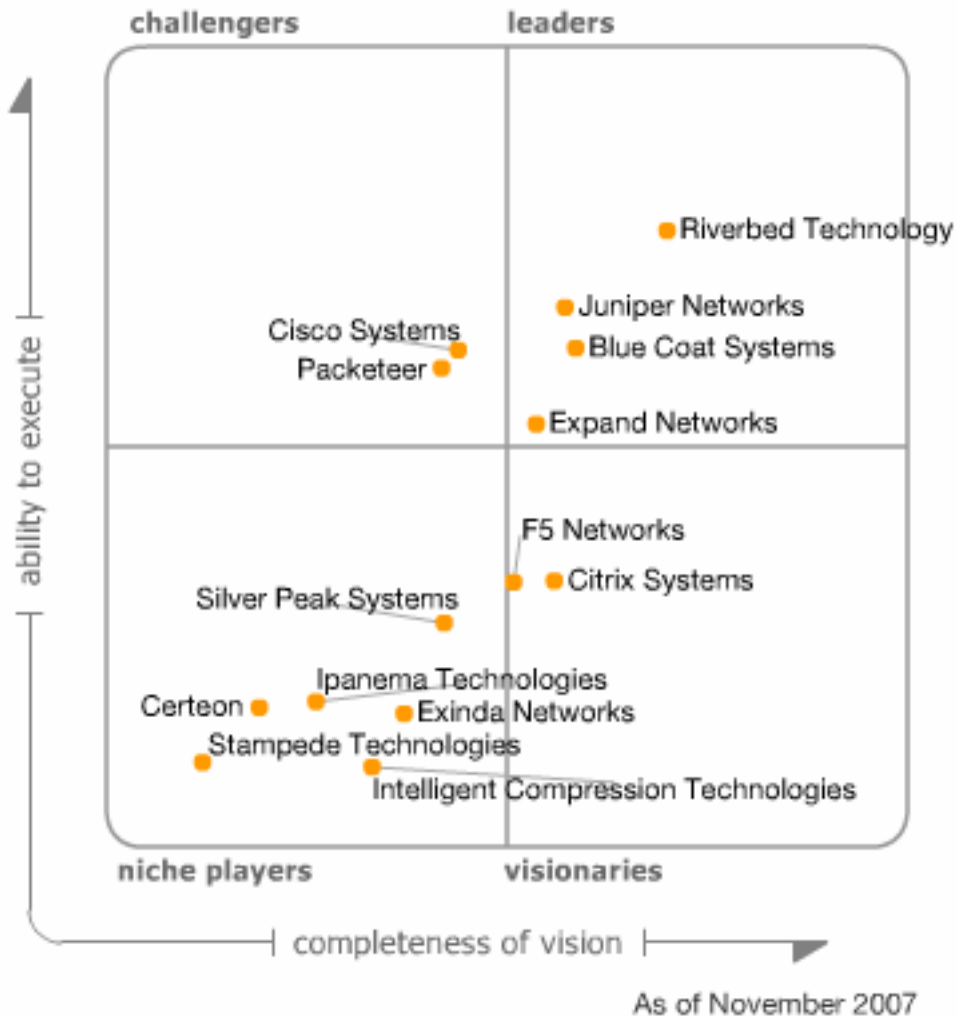 challengers
leaders
Riverbed Technology
Juniper Networks
Cisco Systems
Blue Coat Systems
Packeteer
Expand Networks
ability to execute
F5 Networks
Citrix Systems
Silver Peak Systems
Ipanema Technologies
Certeon
Exinda Networks
Stampede Technologies
Intelligent Compression Technologies
niche players
visionaries
completeness of vision
As of November 2007